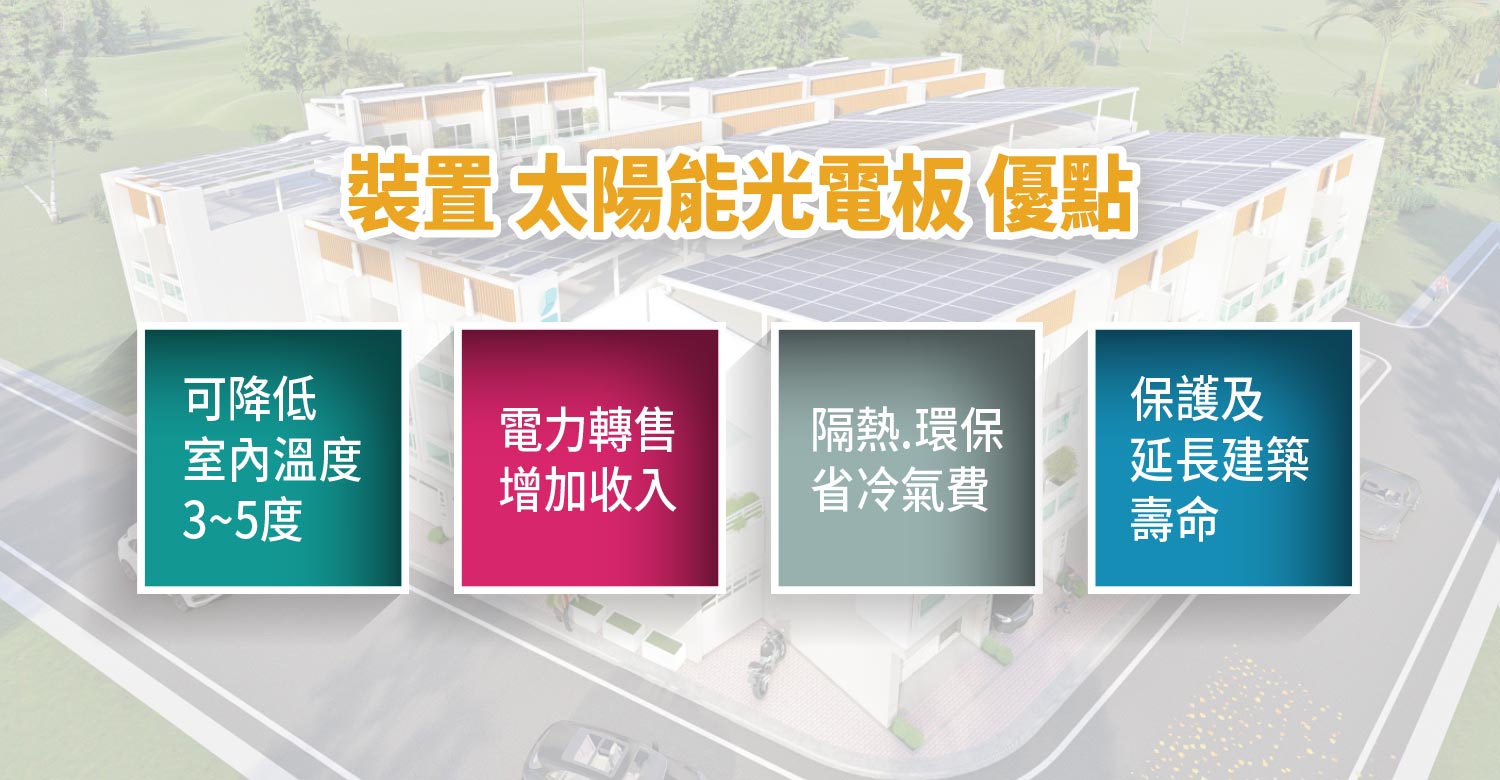 裝置 太陽能光電板 優點
可降低
室內溫度
3~5度
電力轉售
增加收入
隔熱.環保
省冷氣費
保護及
延長建築
壽命